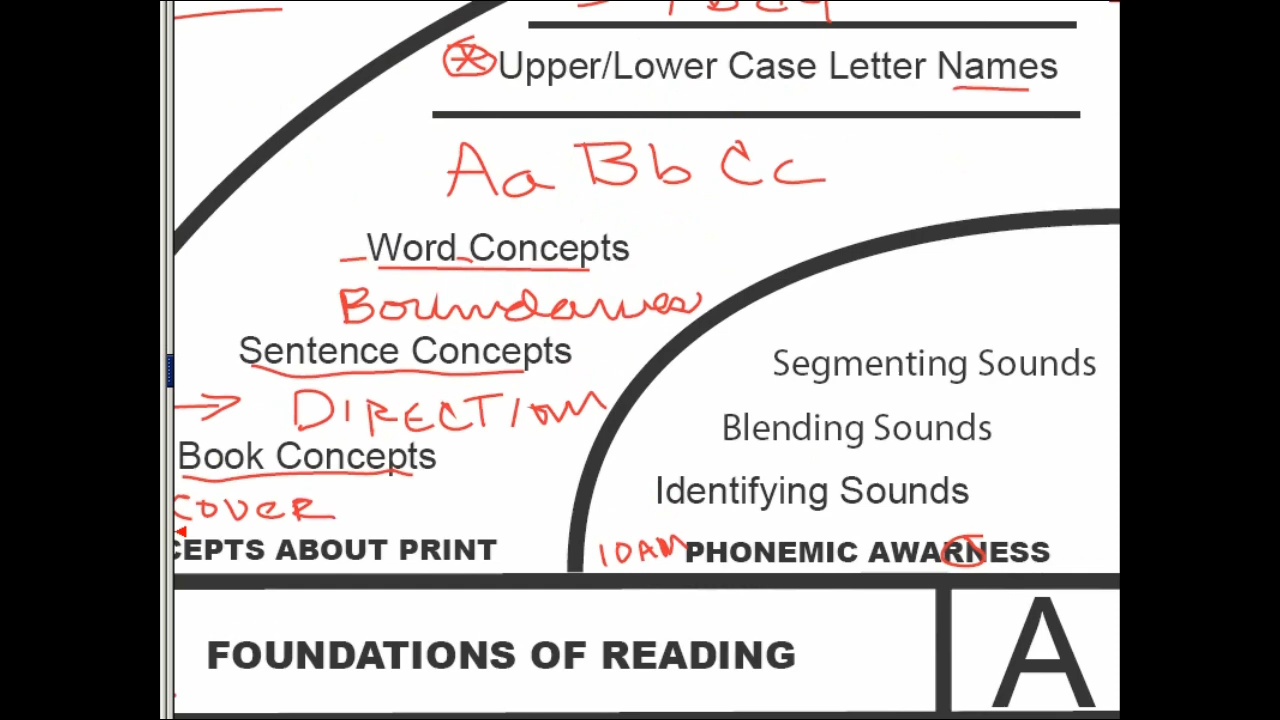 Upper/Lower Case Letter Names
Aa Bb Cc
Word Concepts
Boundaries
Sentence Concepts
→ DIRECTION
Book Concepts
COVER
CEPTS ABOUT PRINT
Segmenting Sounds
Blending Sounds
Identifying Sounds
10AM PHONEMIC AWARNESS
FOUNDATIONS OF READING
A